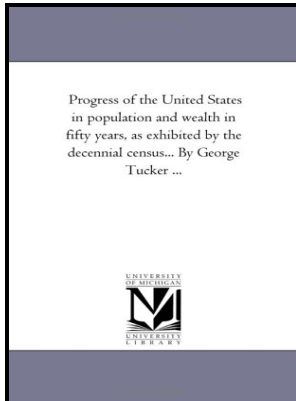 Progress of the United States
in population and wealth in
fifty years, as exhibited by the
decennial census... By George
Tucker ...
UNIVERSITY
OF MICHIGAN
UNIVERSITY
LIBRARY